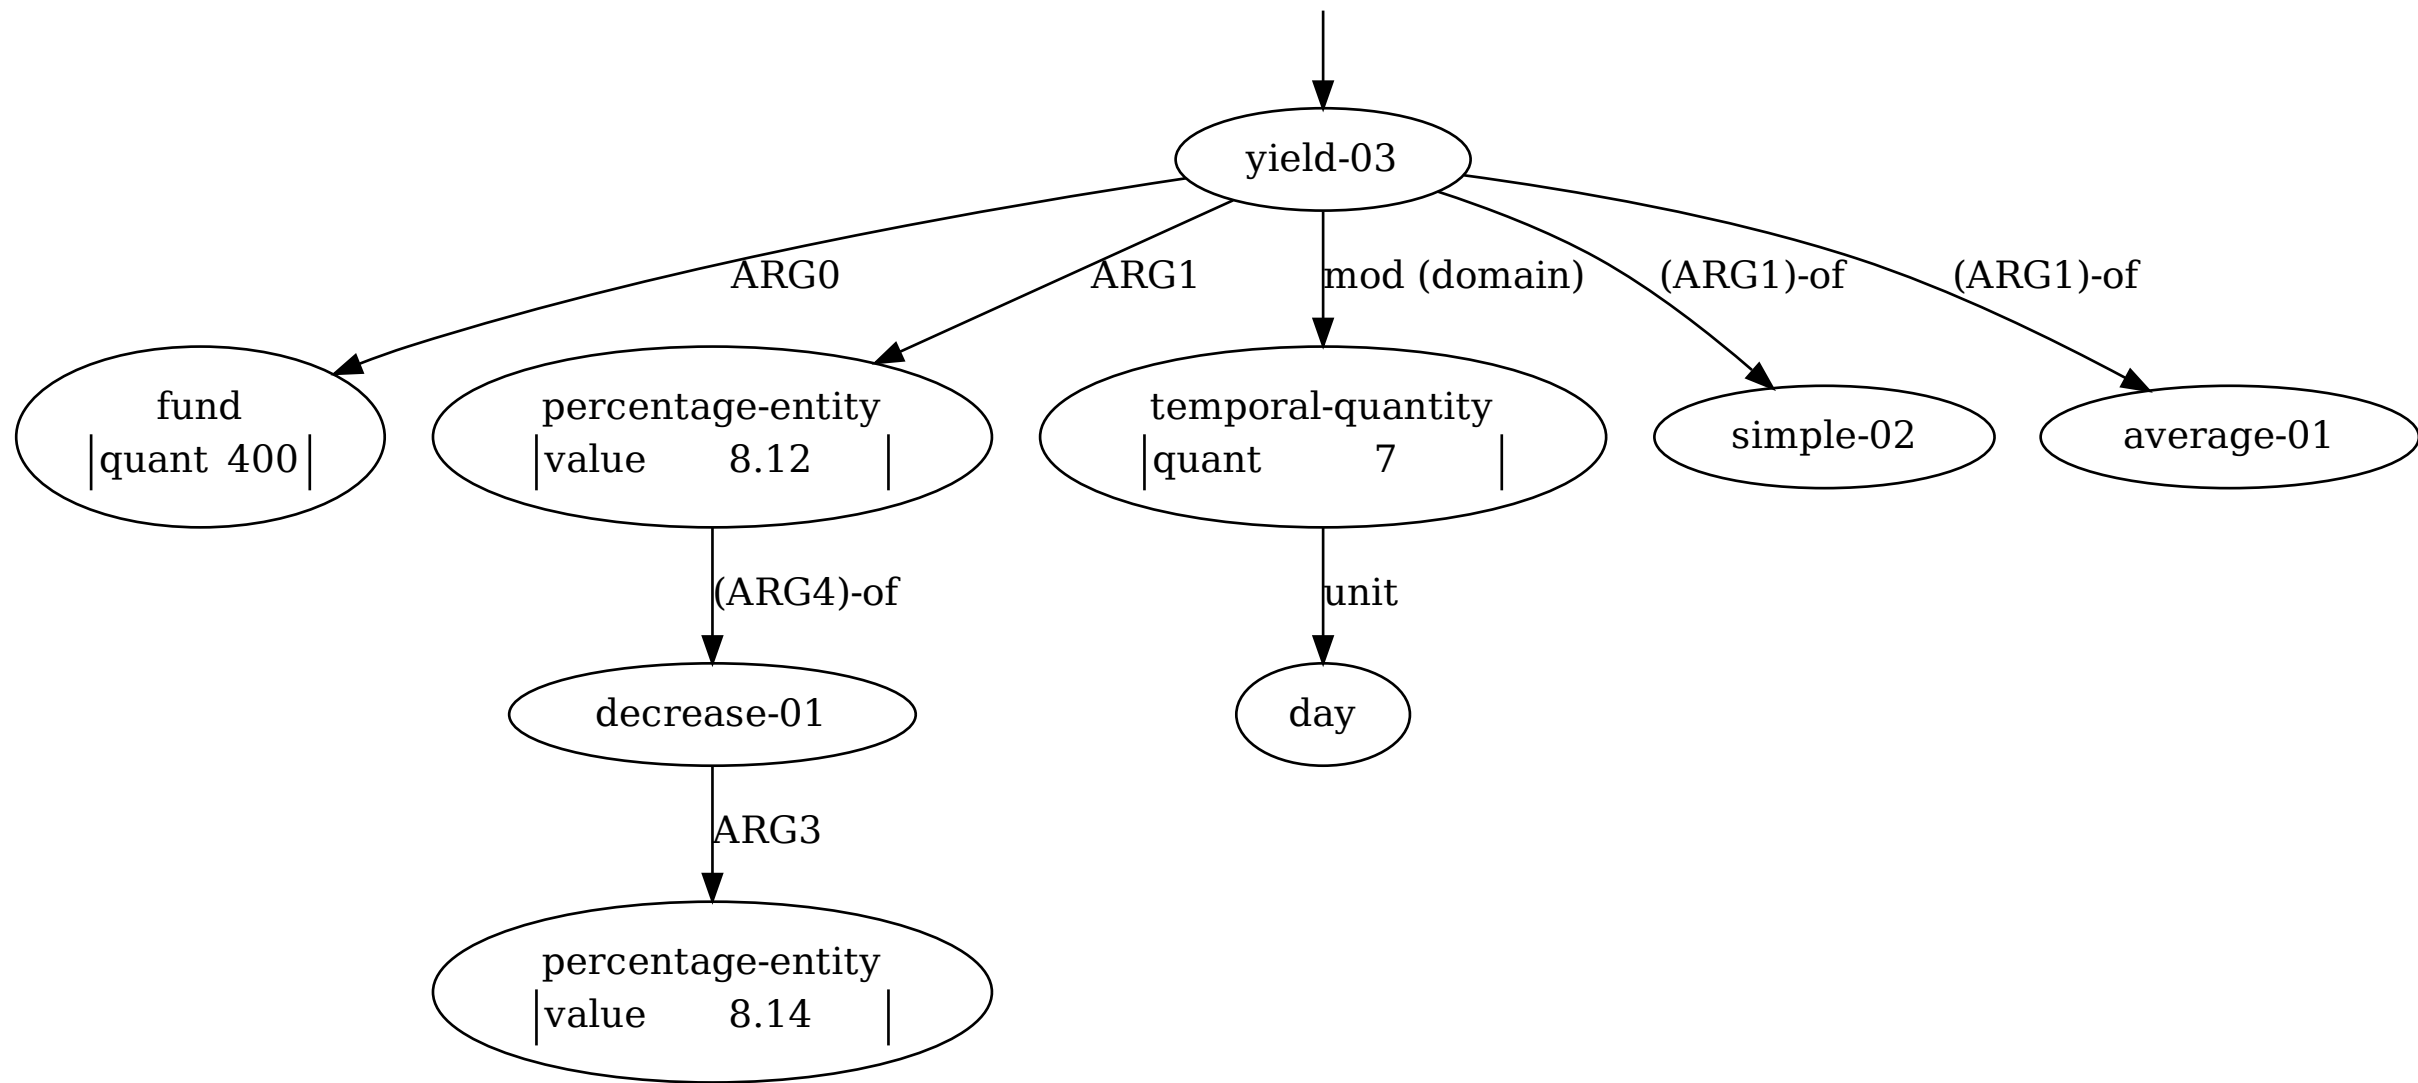 yield-03
ARG0
ARG1
mod (domain)
(ARG1)-of
(ARG1)-of
fund
quant 400
percentage-entity
value 8.12
temporal-quantity
quant 7
simple-02
average-01
(ARG4)-of
unit
decrease-01
day
ARG3
percentage-entity
value 8.14